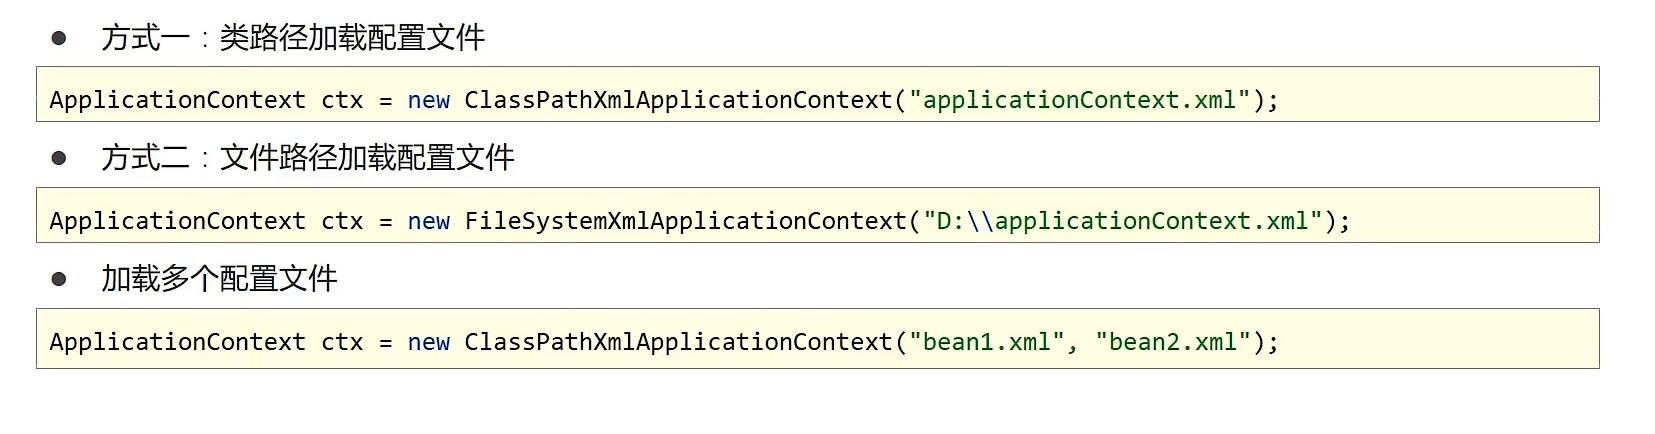 ● 方式一：类路径加载配置文件
ApplicationContext ctx = new ClassPathXmlApplicationContext("applicationContext.xml");
● 方式二：文件路径加载配置文件
ApplicationContext ctx = new FileSystemXmlApplicationContext("D:\\applicationContext.xml");
● 加载多个配置文件
ApplicationContext ctx = new ClassPathXmlApplicationContext("bean1.xml", "bean2.xml");